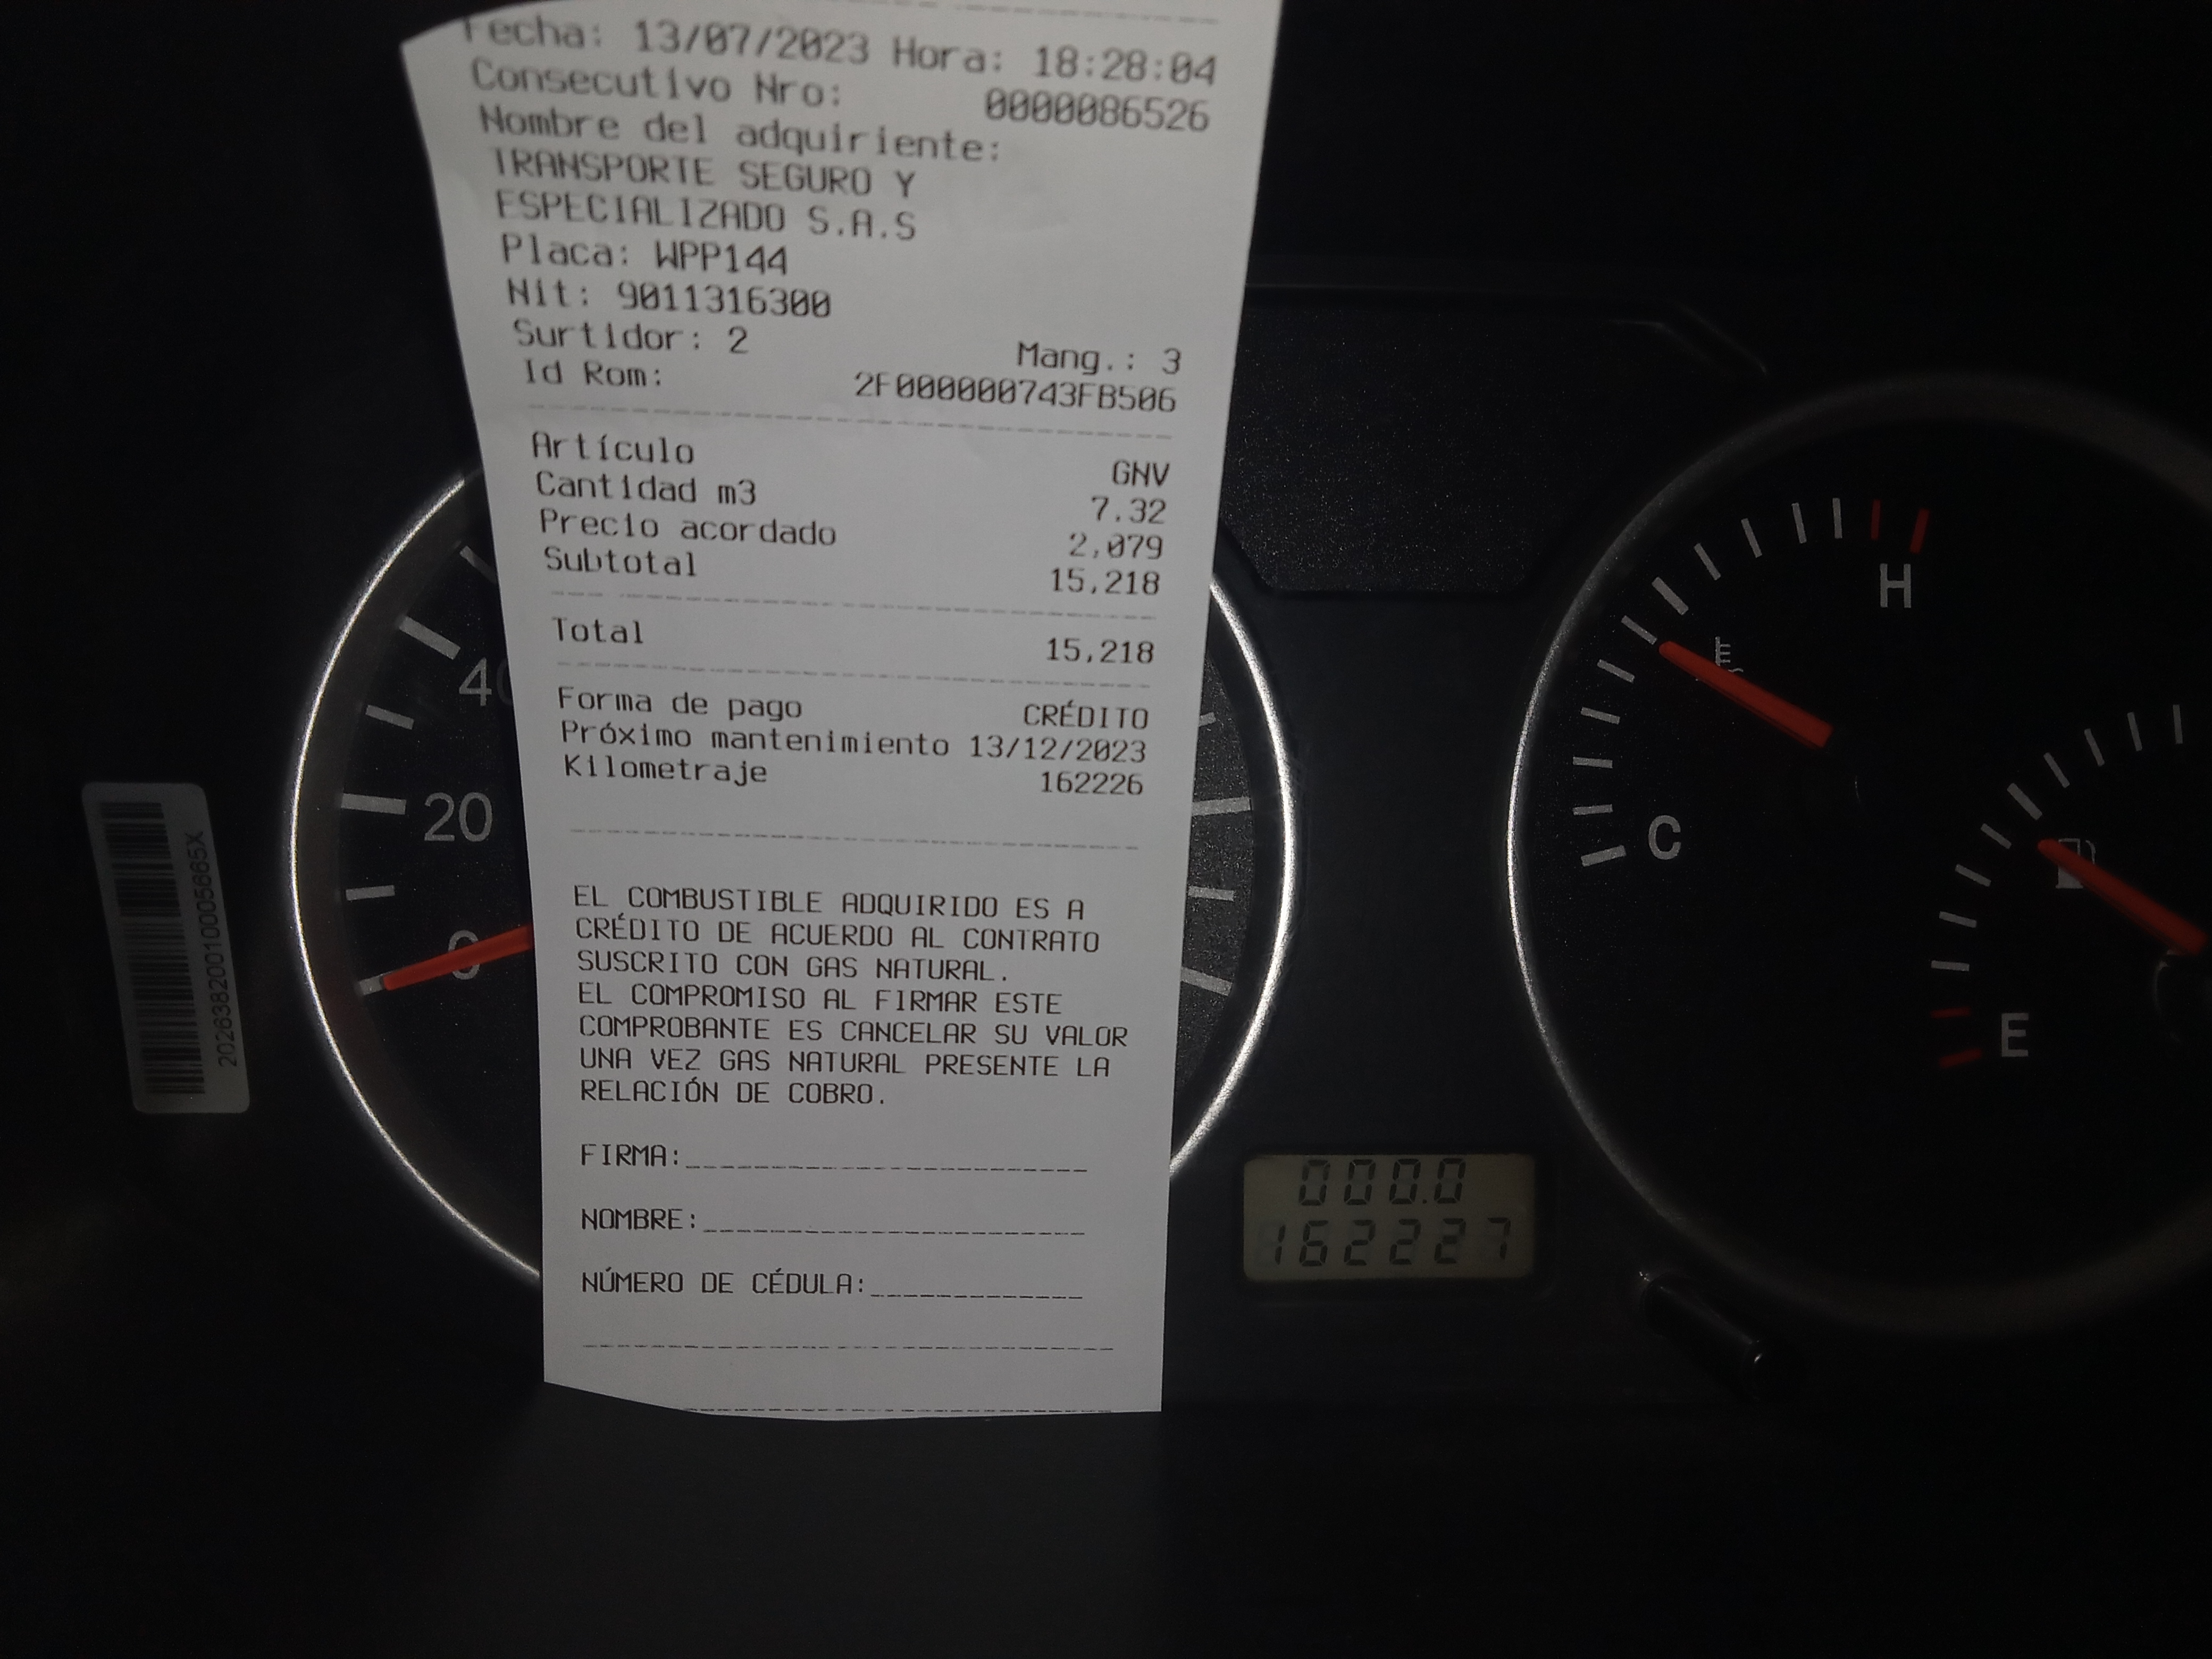 Fecha: 13/07/2023 Hora: 18:28:04
Consecutivo Nro: 0000086526
Nombre del adquiriente:
TRANSPORTE SEGURO Y
ESPECIALIZADO S.A.S
Placa: WPP144
Nit: 9011316300
Surtidor: 2 Mang.: 3
Id Rom: 2F000000743FB506
Artículo GNV
Cantidad m3 7.32
Precio acordado 2,079
Subtotal 15,218
Total 15,218
Forma de pago CRÉDITO
Próximo mantenimiento 13/12/2023
Kilometraje 162226
EL COMBUSTIBLE ADQUIRIDO ES A
CRÉDITO DE ACUERDO AL CONTRATO
SUSCRITO CON GAS NATURAL.
EL COMPROMISO AL FIRMAR ESTE
COMPROBANTE ES CANCELAR SU VALOR
UNA VEZ GAS NATURAL PRESENTE LA
RELACIÓN DE COBRO.
FIRMA:
NOMBRE:
NÚMERO DE CÉDULA:
40
20
0
H
C
E
000.0
162227